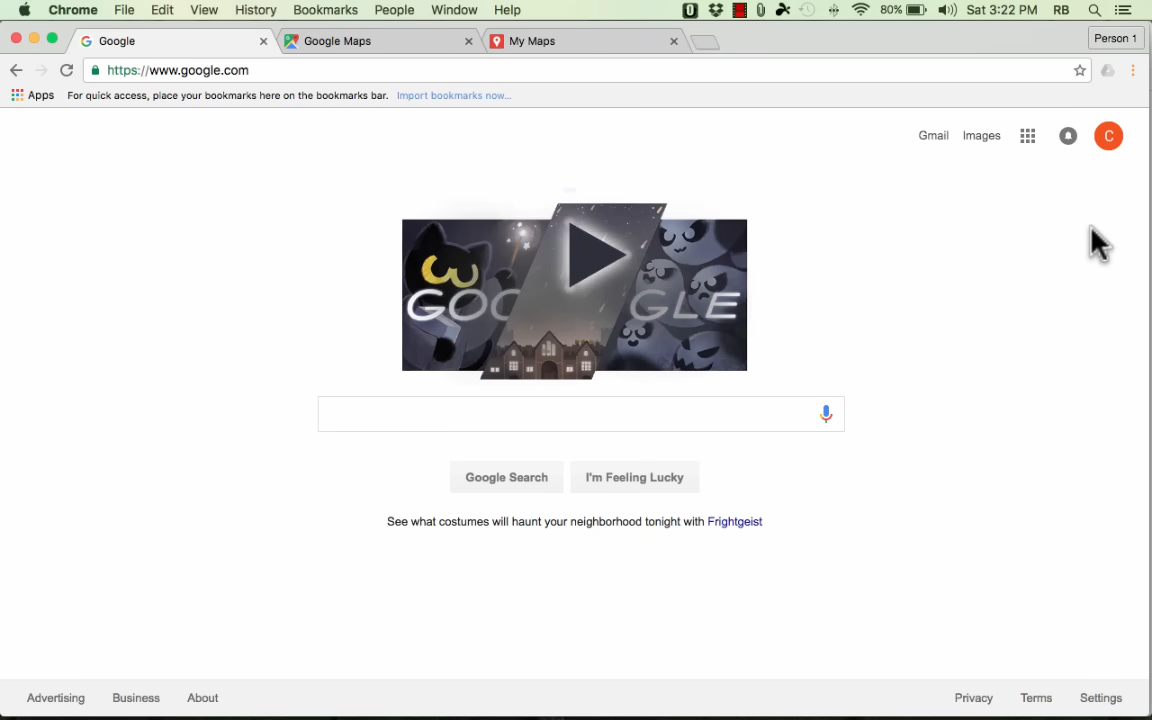 Chrome File Edit View History Bookmarks People Window Help 80% Sat 3:22 PM RB
Google Google Maps My Maps Person 1
https://www.google.com
Apps For quick access, place your bookmarks here on the bookmarks bar. Import bookmarks now...
Gmail Images C
GOOGLE
Google Search I'm Feeling Lucky
See what costumes will haunt your neighborhood tonight with Frightgeist
Advertising Business About Privacy Terms Settings